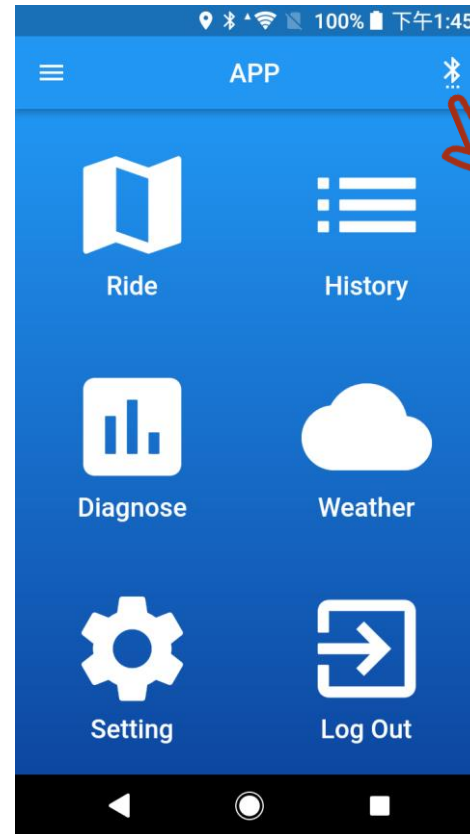 100% 下午1:45
APP
Ride History
Diagnose Weather
Setting Log Out